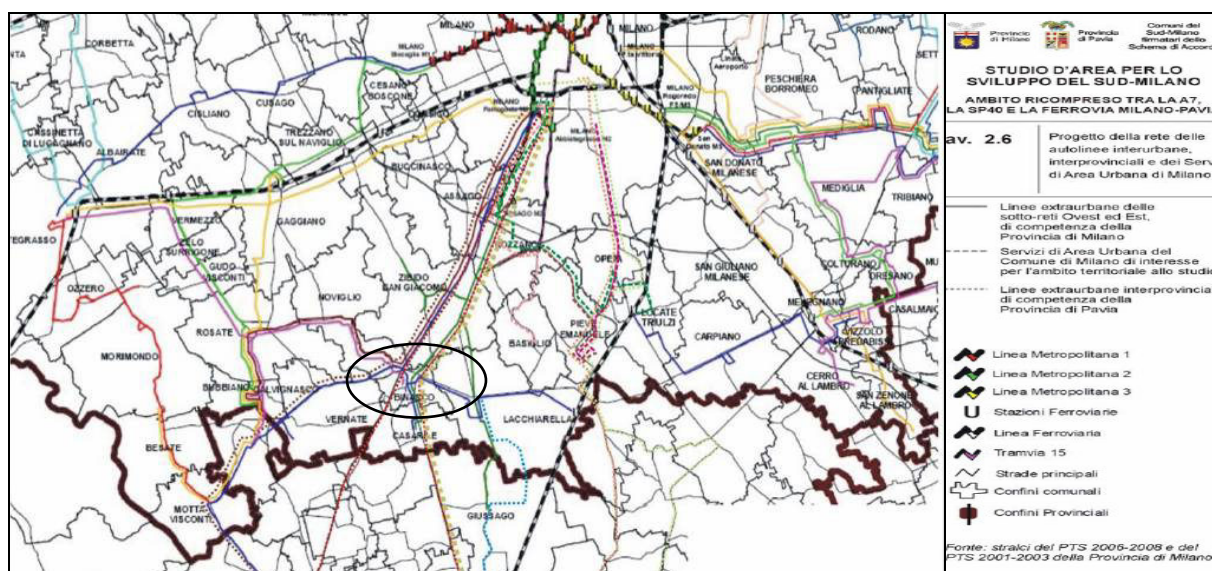 MILANO
MILANO
RODANO
CORBETTA
MILANO
Bisceglie M1
SETT
CUSAGO
CESANO
BOSCONE
PESCHIERA
BORROMEO
PANTIGLIATE
CISLIANO
TREZZANO
SUL NAVIGLIO
CORSICO
CASSINETTA
DI LUGAGNANO
ALBAIRATE
BUCCINASCO
SAN DONATO
MILANESE
MEDIGLIA
TRIBIANO
ASSAGO
VERMEZZO
GAGGIANO
ZELO
SURRIGONE
ROZZANO
OPERA
TEGRASSO
GUDO
VISCONTI
ZIBIDO
SAN GIACOMO
SAN GIULIANO
MILANESE
COLTURANO
DRESANO
MU
OZZERO
NOVIGLIO
LOCATE
TRIULZI
MELEGNANO
CASALMAIO
ROSATE
PIEVE
EMANUELE
CARPIANO
VIZZOLO
PREDABISSI
MORIMONDO
BASIGLIO
CERRO
AL LAMBRO
BUBBIANO
CALVIGNASCO
BINASCO
SAN ZENONE
AL LAMBRO
VERNATE
LACCHIARELLA
BESATE
CASARILE
MOTTA
VISCONTI
GIUSSAGO
Provincia
di Milano
Provincia
di Pavia
Comuni del
Sud-Milano
firmatari dello
Schema di Accord
STUDIO D'AREA PER LO
SVILUPPO DEL SUD-MILANO
AMBITO RICOMPRESO TRA LA A7,
LA SP40 E LA FERROVIA MILANO-PAVIA
av. 2.6
Progetto della rete delle
autolinee interurbane,
interprovinciali e dei Serv
di Area Urbana di Milano
Linee extraurbane delle
sotto-reti Ovest ed Est,
di competenza della
Provincia di Milano
Servizi di Area Urbana del
Comune di Milano di interesse
per l'ambito territoriale allo studio
Linee extraurbane interprovincia
di competenza della
Provincia di Pavia
Linea Metropolitana 1
Linea Metropolitana 2
Linea Metropolitana 3
U Stazioni Ferroviarie
Linea Ferroviaria
Tramvia 15
Strade principali
Confini comunali
Confini Provinciali
Fonte: stralci del PTS 2006-2008 e del
PTS 2001-2003 della Provincia di Milano